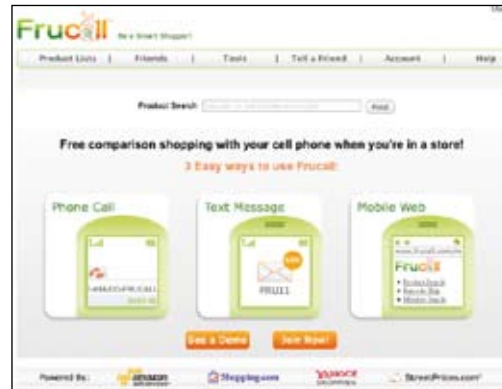 Frucall Be a Smart Shopper!
Product Lists | Friends | Tools | Tell a Friend | Account | Help
Product Search Find
Free comparison shopping with your cell phone when you're in a store!
3 Easy ways to use Frucall:
Phone Call Text Message Mobile Web
Frucall
FRU11
Product Search
See a Demo Join Now!
Powered By: amazon Shopping.com YAHOO! StreetPrices.com